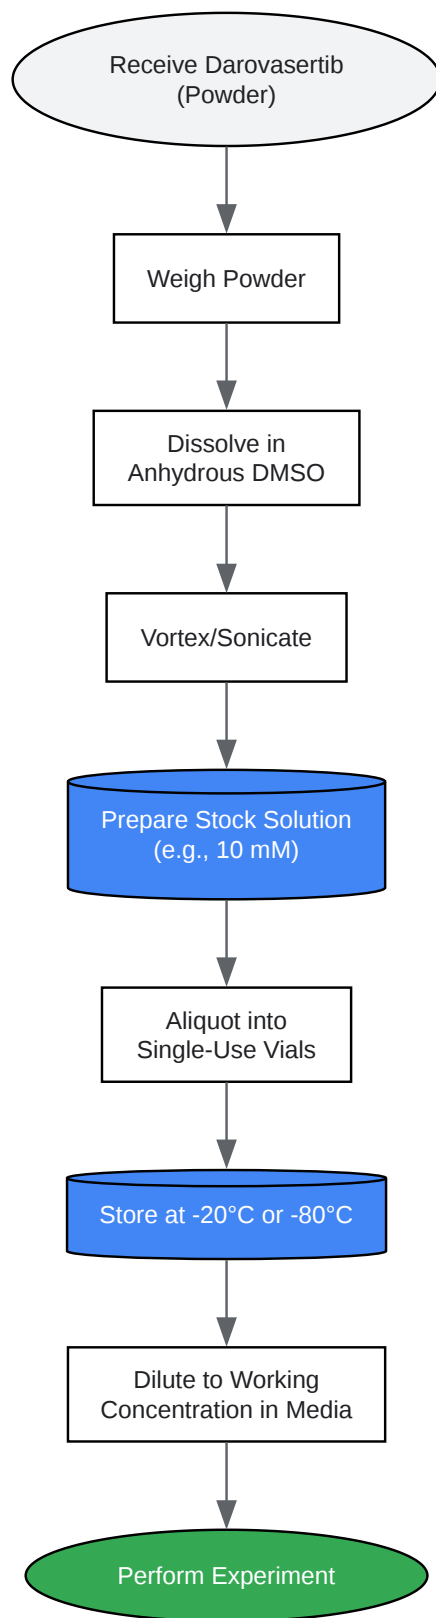 Receive Darovasertib
(Powder)
Weigh Powder
Dissolve in
Anhydrous DMSO
Vortex/Sonicate
Prepare Stock Solution
(e.g., 10 mM)
Aliquot into
Single-Use Vials
Store at -20°C or -80°C
Dilute to Working
Concentration in Media
Perform Experiment